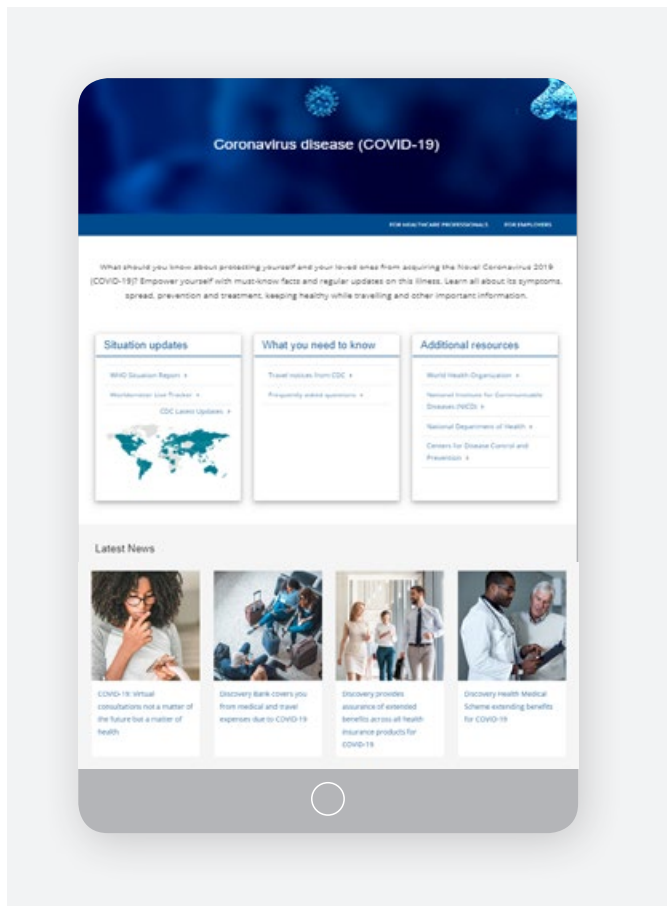 Coronavirus disease (COVID-19)
FOR HEALTHCARE PROFESSIONALS FOR EMPLOYERS
What should you know about protecting yourself and your loved ones from acquiring the Novel Coronavirus 2019
(COVID-19)? Empower yourself with must-know facts and regular updates on this illness. Learn all about its symptoms,
spread, prevention and treatment, keeping healthy while travelling and other important information.
Situation updates
WHO Situation Report
Worldometer Live Tracker
CDC Latest Updates
What you need to know
Travel notices from CDC
Frequently asked questions
Additional resources
World Health Organization
National Institute for Communicable
Diseases (NICD)
National Department of Health
Centers for Disease Control and
Prevention
Latest News
COVID-19: Virtual
consultations not a matter of
the future but a matter of
health
Discovery Bank covers you
from medical and travel
expenses due to COVID-19
Discovery provides
assurance of extended
benefits across all health
insurance products for
COVID-19
Discovery Health Medical
Scheme extending benefits
for COVID-19